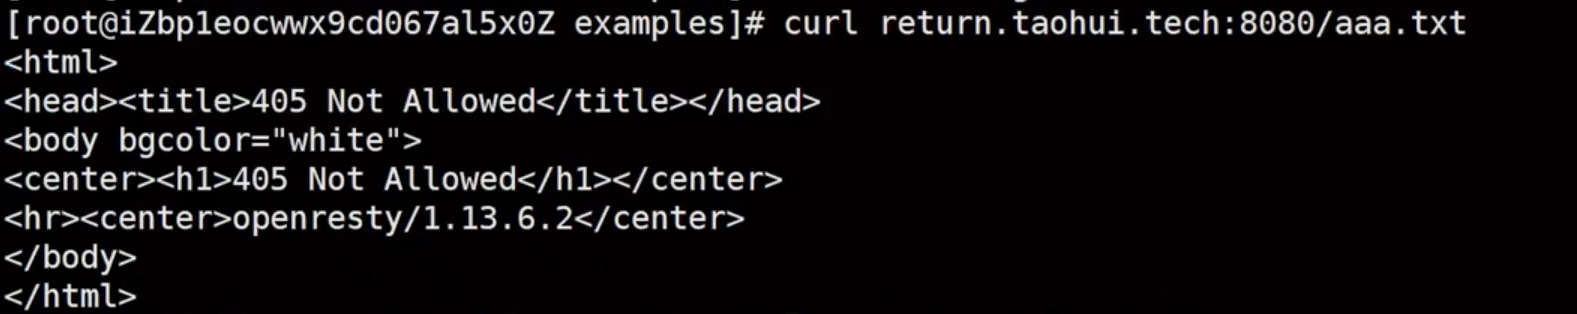 [root@iZbp1eocwwx9cd067al5x0Z examples]# curl return.taohui.tech:8080/aaa.txt
<html>
<head><title>405 Not Allowed</title></head>
<body bgcolor="white">
<center><h1>405 Not Allowed</h1></center>
<hr><center>openresty/1.13.6.2</center>
</body>
</html>